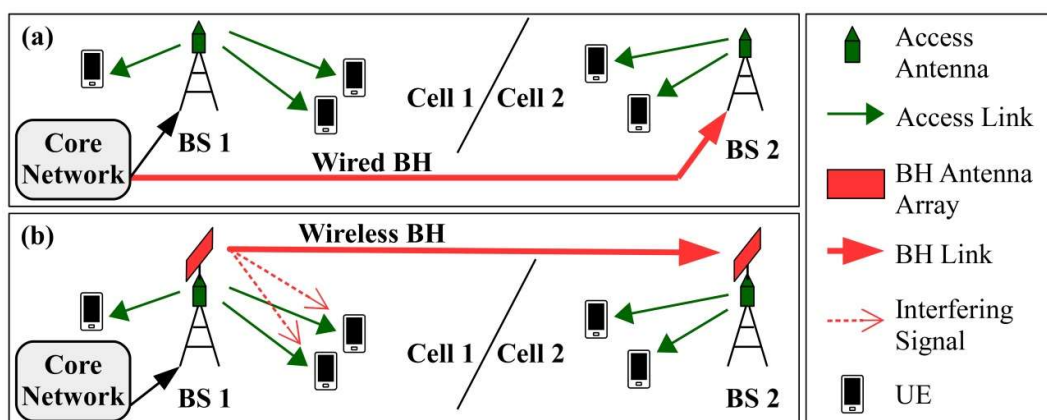 (a)
Cell 1
Cell 2
BS 1
BS 2
Core
Network
Wired BH
(b)
Wireless BH
Cell 1
Cell 2
BS 1
BS 2
Core
Network
Access
Antenna
Access Link
BH Antenna
Array
BH Link
Interfering
Signal
UE